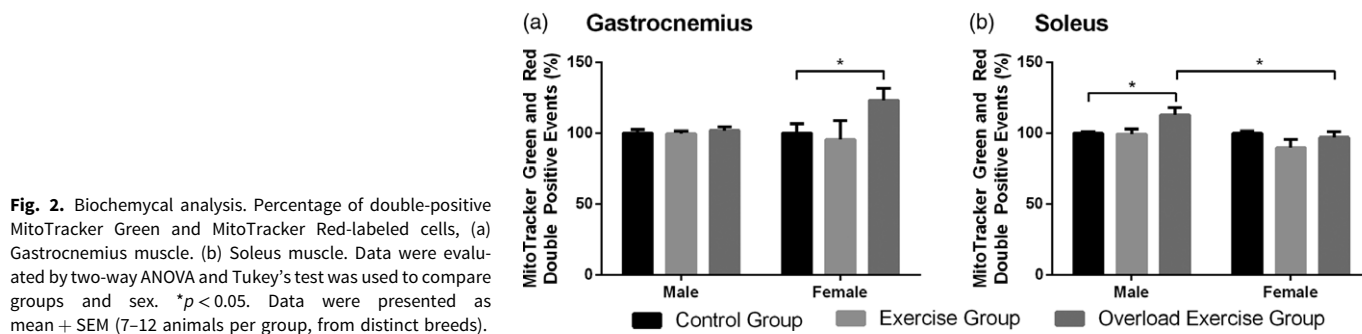 (a) Gastrocnemius
MitoTracker Green and Red
Double Positive Events (%)
150
100
50
0
*
Male
Female
(b) Soleus
MitoTracker Green and Red
Double Positive Events (%)
150
100
50
0
*
*
Male
Female
Control Group
Exercise Group
Overload Exercise Group
Fig. 2. Biochemycal analysis. Percentage of double-positive
MitoTracker Green and MitoTracker Red-labeled cells, (a)
Gastrocnemius muscle. (b) Soleus muscle. Data were evalu-
ated by two-way ANOVA and Tukey's test was used to compare
groups and sex. *p < 0.05. Data were presented as
mean + SEM (7–12 animals per group, from distinct breeds).